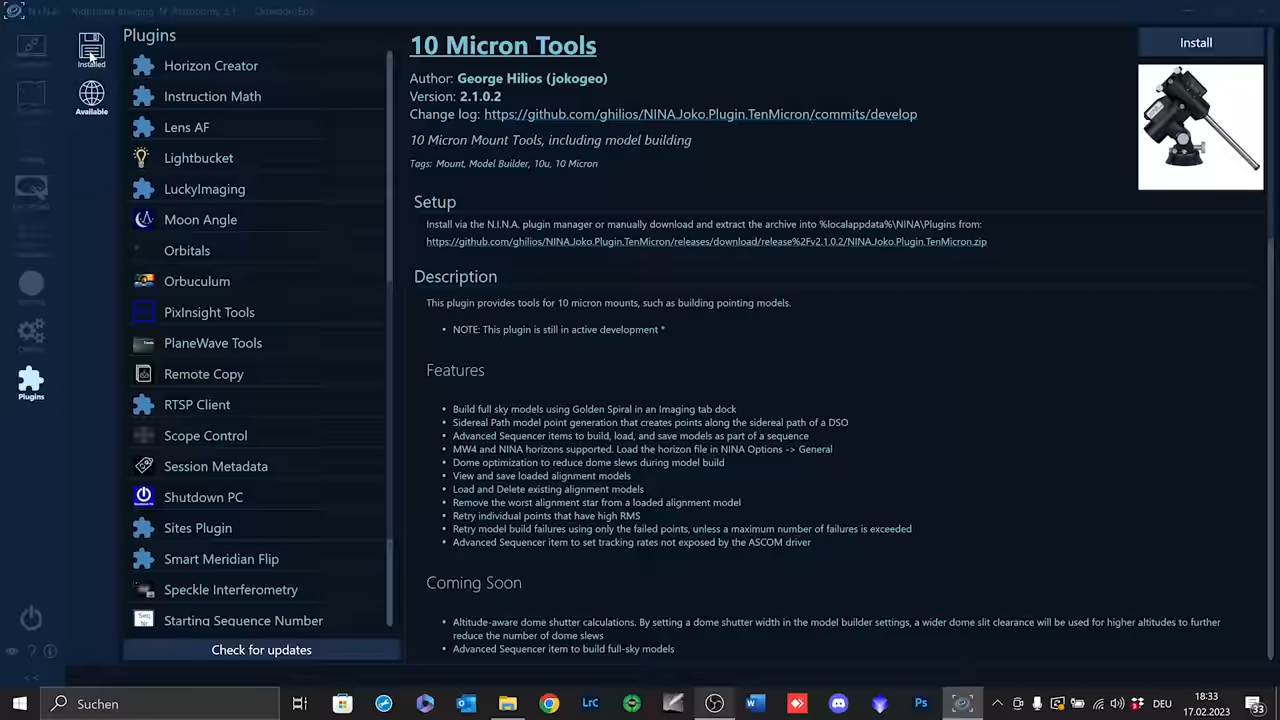 Installed
Available
Plugins
<<
Plugins
Horizon Creator
Instruction Math
Lens AF
Lightbucket
LuckyImaging
Moon Angle
Orbitals
Orbuculum
PixInsight Tools
PlaneWave Tools
Remote Copy
RTSP Client
Scope Control
Session Metadata
Shutdown PC
Sites Plugin
Smart Meridian Flip
Speckle Interferometry
Starting Sequence Number
Check for updates
10 Micron Tools
Install
Author: George Hilios (jokogeo)
Version: 2.1.0.2
Change log: https://github.com/ghilios/NINA.Joko.Plugin.TenMicron/commits/develop
10 Micron Mount Tools, including model building
Tags: Mount, Model Builder, 10u, 10 Micron
Setup
Install via the N.I.N.A. plugin manager or manually download and extract the archive into %localappdata%\NINA\Plugins from:
https://github.com/ghilios/NINA.Joko.Plugin.TenMicron/releases/download/release%2Fv2.1.0.2/NINA.Joko.Plugin.TenMicron.zip
Description
This plugin provides tools for 10 micron mounts, such as building pointing models.
• NOTE: This plugin is still in active development *
Features
• Build full sky models using Golden Spiral in an Imaging tab dock
• Sidereal Path model point generation that creates points along the sidereal path of a DSO
• Advanced Sequencer items to build, load, and save models as part of a sequence
• MW4 and NINA horizons supported. Load the horizon file in NINA Options -> General
• Dome optimization to reduce dome slews during model build
• View and save loaded alignment models
• Load and Delete existing alignment models
• Remove the worst alignment star from a loaded alignment model
• Retry individual points that have high RMS
• Retry model build failures using only the failed points, unless a maximum number of failures is exceeded
• Advanced Sequencer item to set tracking rates not exposed by the ASCOM driver
Coming Soon
• Altitude-aware dome shutter calculations. By setting a dome shutter width in the model builder settings, a wider dome slit clearance will be used for higher altitudes to further
reduce the number of dome slews
• Advanced Sequencer item to build full-sky models
Suchen
LrC
Ps
DEU
18:33
17.02.2023
33